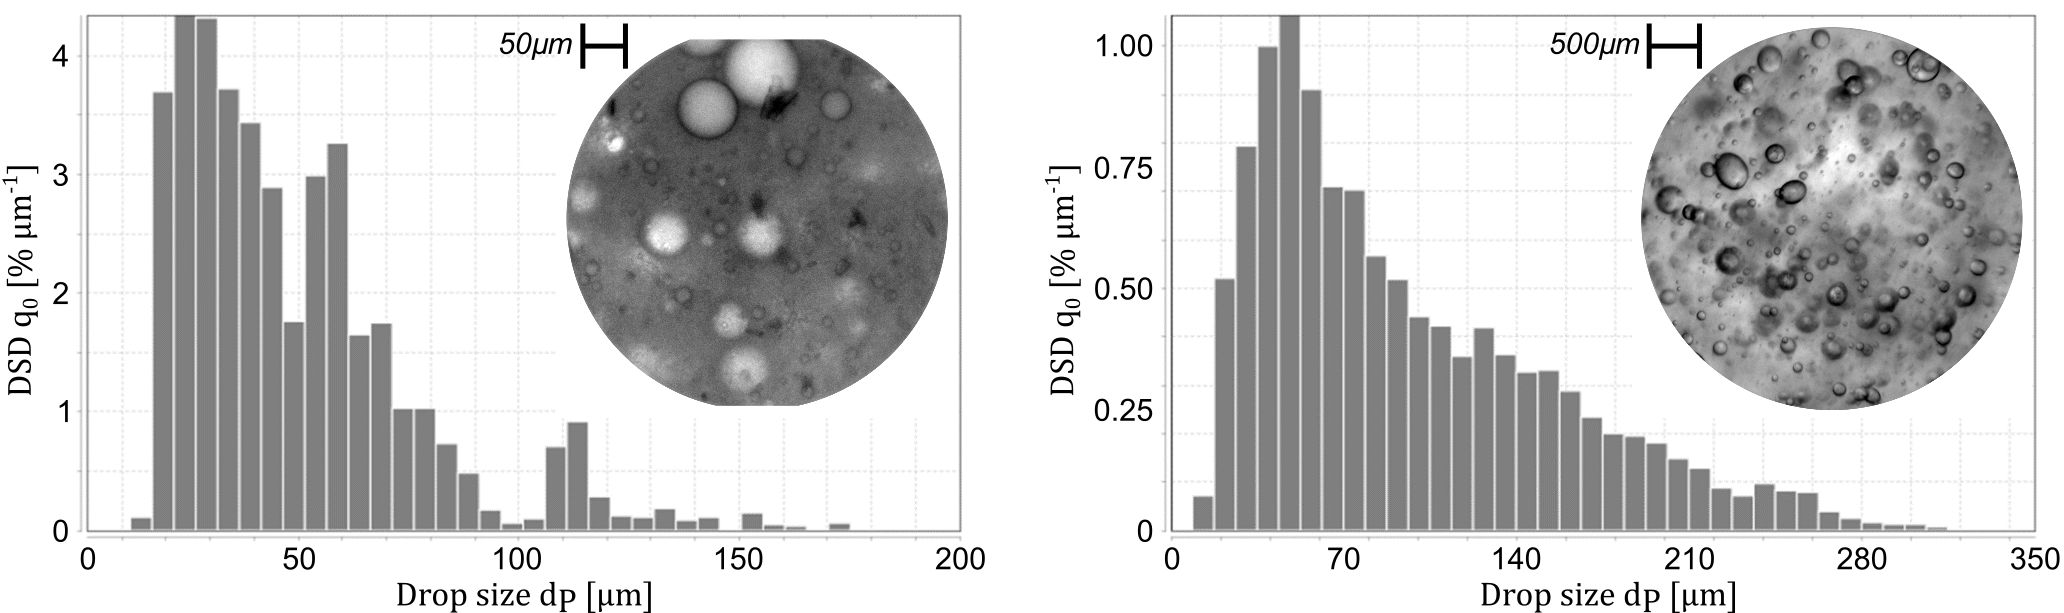 50µm
4
3
2
1
0
DSD q₀ [% µm⁻¹]
0 50 100 150 200
Drop size dP [µm]
500µm
1.00
0.75
0.50
0.25
0
DSD q₀ [% µm⁻¹]
0 70 140 210 280 350
Drop size dP [µm]